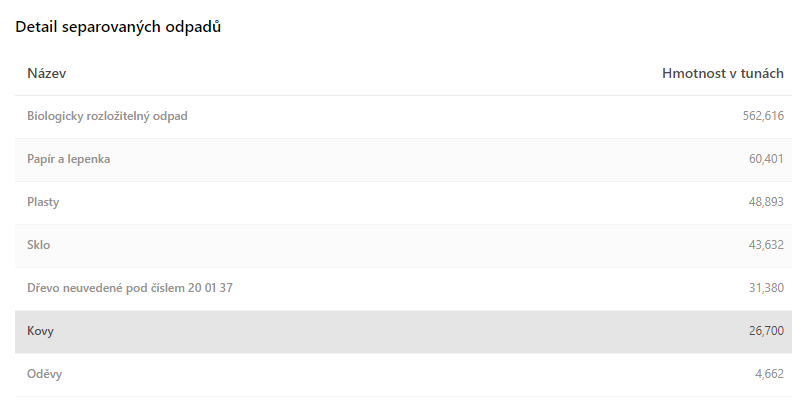 Detail separovaných odpadů
Název Hmotnost v tunách
Biologicky rozložitelný odpad 562,616
Papír a lepenka 60,401
Plasty 48,893
Sklo 43,632
Dřevo neuvedené pod číslem 20 01 37 31,380
Kovy 26,700
Oděvy 4,662